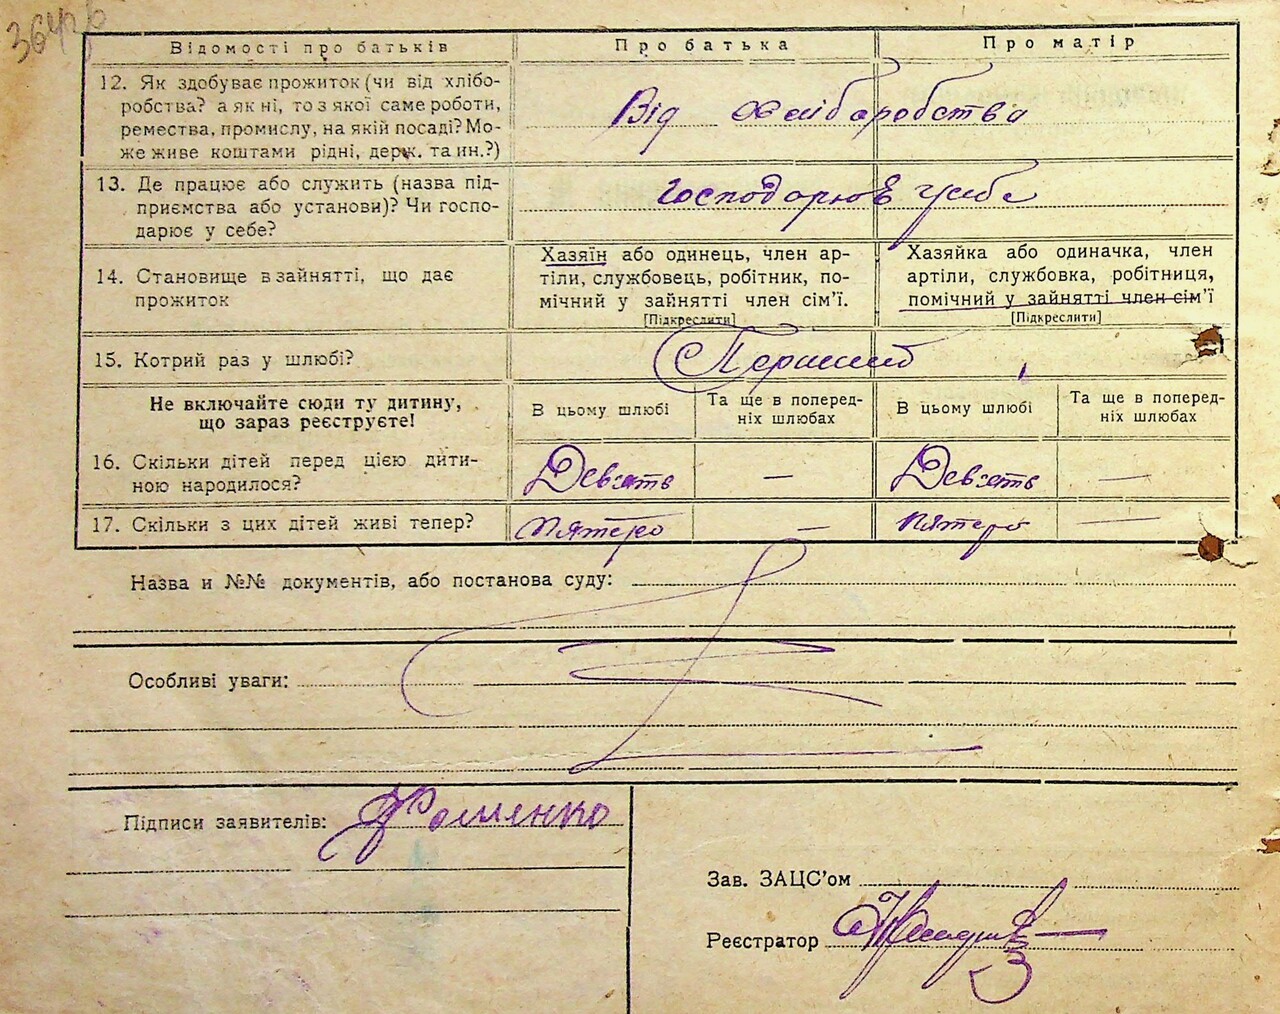 364зв
Відомості про батьків
Про батька
Про матір
12. Як здобуває прожиток (чи від хлібо-
робства? а як ні, то з якої саме роботи,
ремества, промислу, на якій посаді? Мо-
же живе коштами рідні, держ. та ин.?)
Від хліборобства
13. Де працює або служить (назва під-
приємства або установи)? Чи госпо-
дарює у себе?
Господорюв у себе
14. Становище в зайнятті, що дає
прожиток
Хазяїн або одинець, член ар-
тіли, службовець, робітник, по-
мічний у зайнятті член сім’ї.
[Підкреслити]
Хазяйка або одиначка, член
артіли, службовка, робітниця,
помічний у зайнятті член сім’ї
[Підкреслити]
15. Котрий раз у шлюбі?
Перший
Не включайте сюди ту дитину,
що зараз реєструєте!
В цьому шлюбі
Та ще в поперед-
ніх шлюбах
В цьому шлюбі
Та ще в поперед-
ніх шлюбах
16. Скільки дітей перед цією дити-
ною народилося?
Девʼять
—
Девʼять
—
17. Скільки з цих дітей живі тепер?
пятеро
—
пятеро
—
Назва и №№ документів, або постанова суду:
Особливі уваги:
Підписи заявителів: Фоменко
Зав. ЗАЦС’ом
Реєстратор